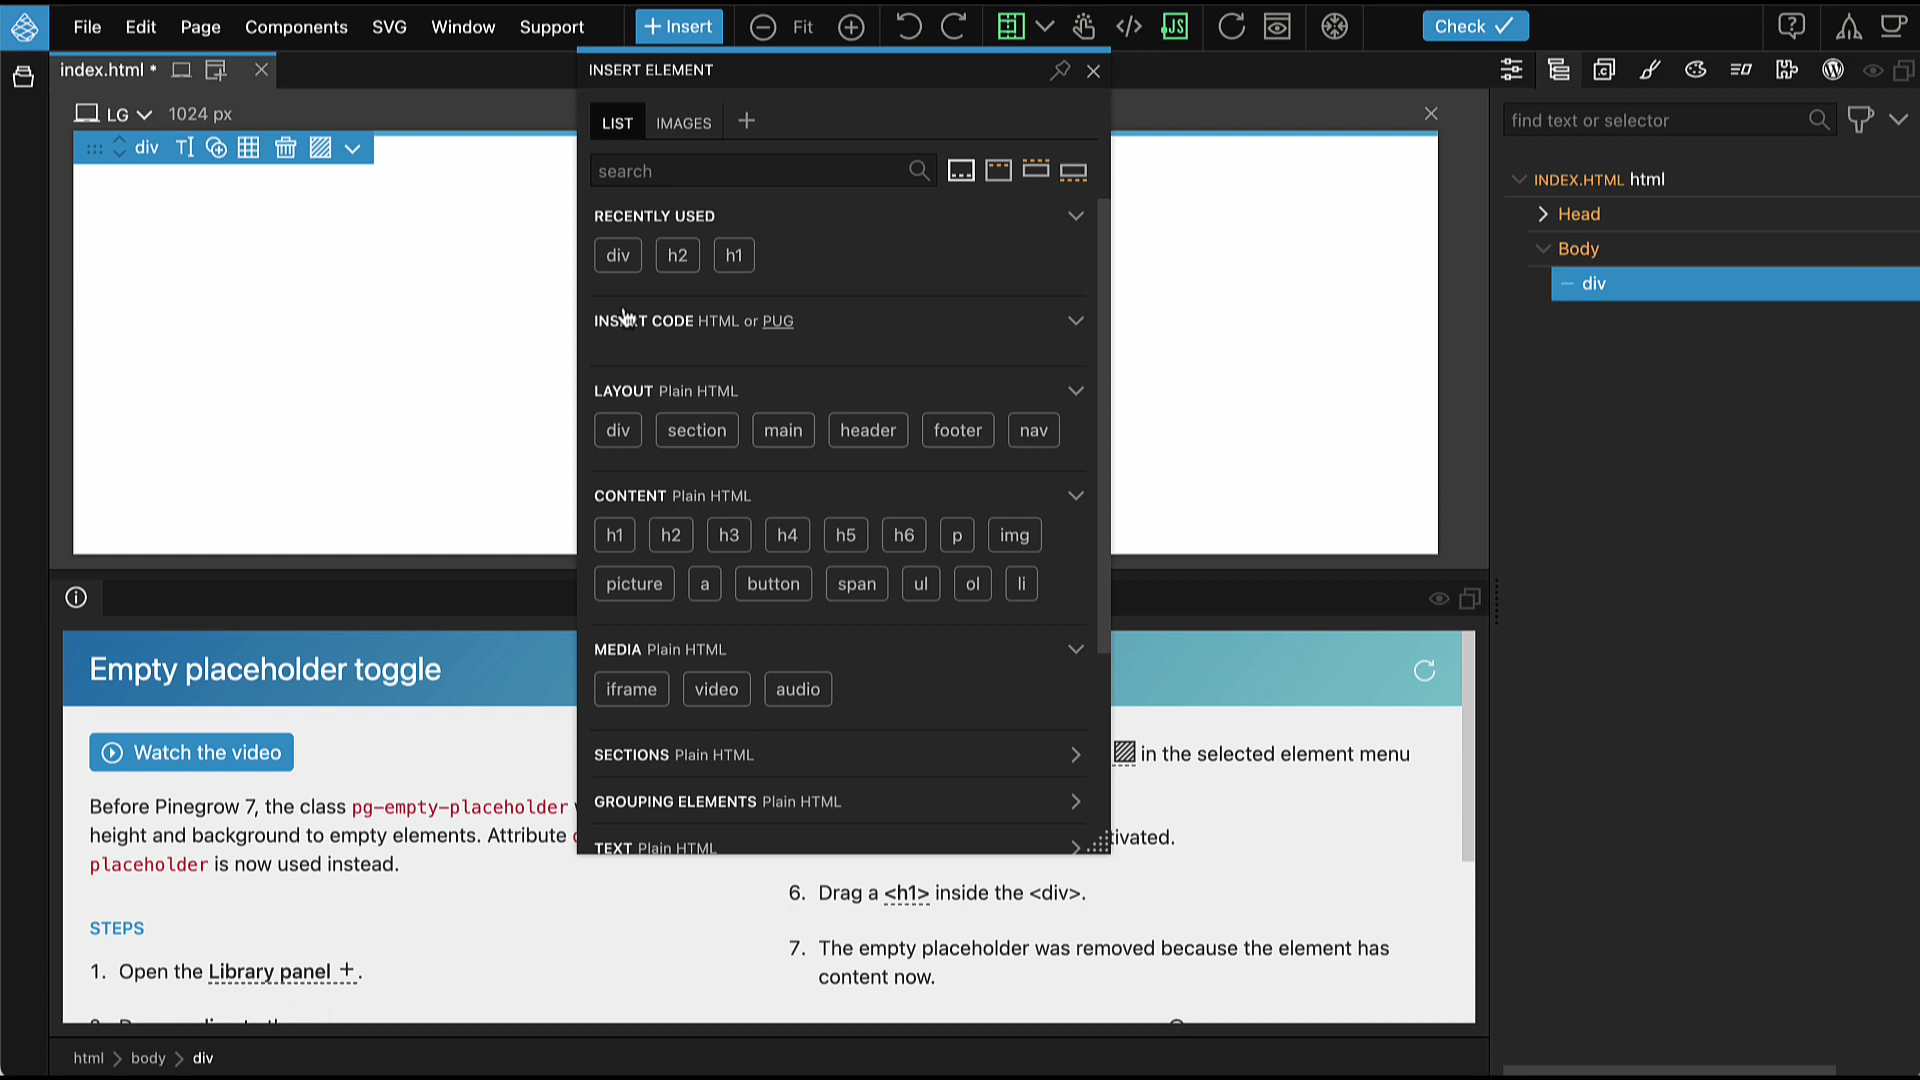 File Edit Page Components SVG Window Support + Insert Fit JS Check
index.html *
INSERT ELEMENT
LG 1024 px
LIST IMAGES +
find text or selector
div
search
INDEX.HTML html
RECENTLY USED
Head
div h2 h1
Body
div
INSERT CODE HTML or PUG
LAYOUT Plain HTML
div section main header footer nav
CONTENT Plain HTML
h1 h2 h3 h4 h5 h6 p img
picture a button span ul ol li
MEDIA Plain HTML
iframe video audio
Empty placeholder toggle
SECTIONS Plain HTML
GROUPING ELEMENTS Plain HTML
TEXT Plain HTML
Watch the video
Before Pinegrow 7, the class pg-empty-placeholder
height and background to empty elements. Attribute
placeholder is now used instead.
STEPS
1. Open the Library panel +.
in the selected element menu
6. Drag a <h1> inside the <div>.
7. The empty placeholder was removed because the element has
content now.
html > body > div